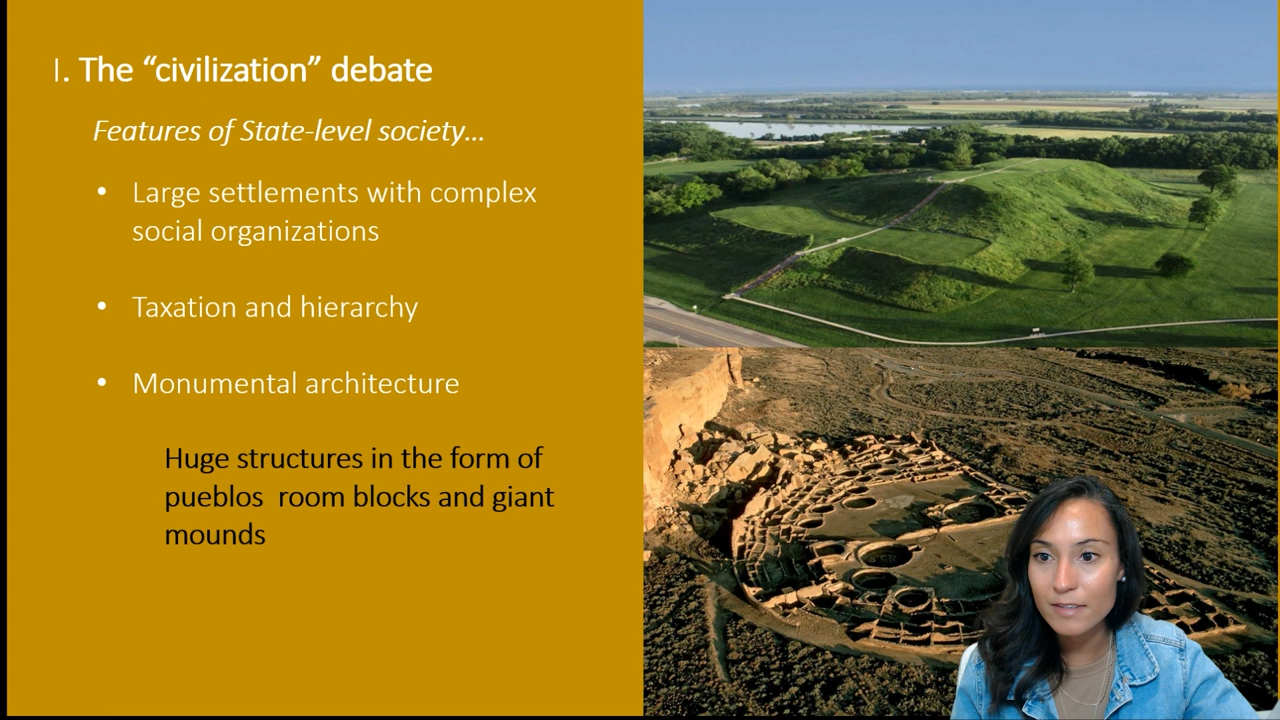 I. The “civilization” debate
Features of State-level society...
• Large settlements with complex
social organizations
• Taxation and hierarchy
• Monumental architecture
Huge structures in the form of
pueblos  room blocks and giant
mounds